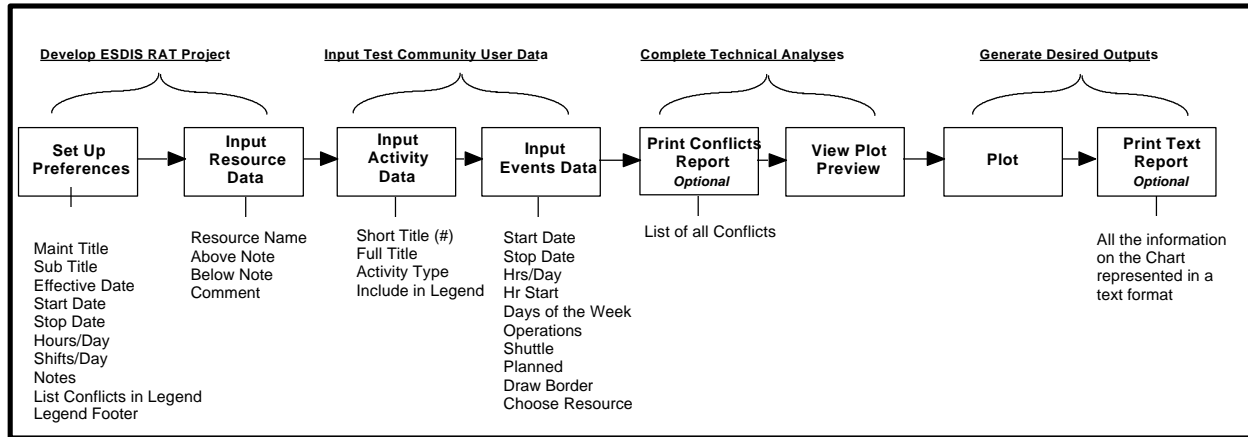 Develop ESDIS RAT Project
Input Test Community User Data
Complete Technical Analyses
Generate Desired Outputs
Set Up
Preferences
Input
Resource
Data
Input
Activity
Data
Input
Events Data
Print Conflicts
Report
Optional
View Plot
Preview
Plot
Print Text
Report
Optional
Maint Title
Sub Title
Effective Date
Start Date
Stop Date
Hours/Day
Shifts/Day
Notes
List Conflicts in Legend
Legend Footer
Resource Name
Above Note
Below Note
Comment
Short Title (#)
Full Title
Activity Type
Include in Legend
Start Date
Stop Date
Hrs/Day
Hr Start
Days of the Week
Operations
Shuttle
Planned
Draw Border
Choose Resource
List of all Conflicts
All the information
on the Chart
represented in a
text format